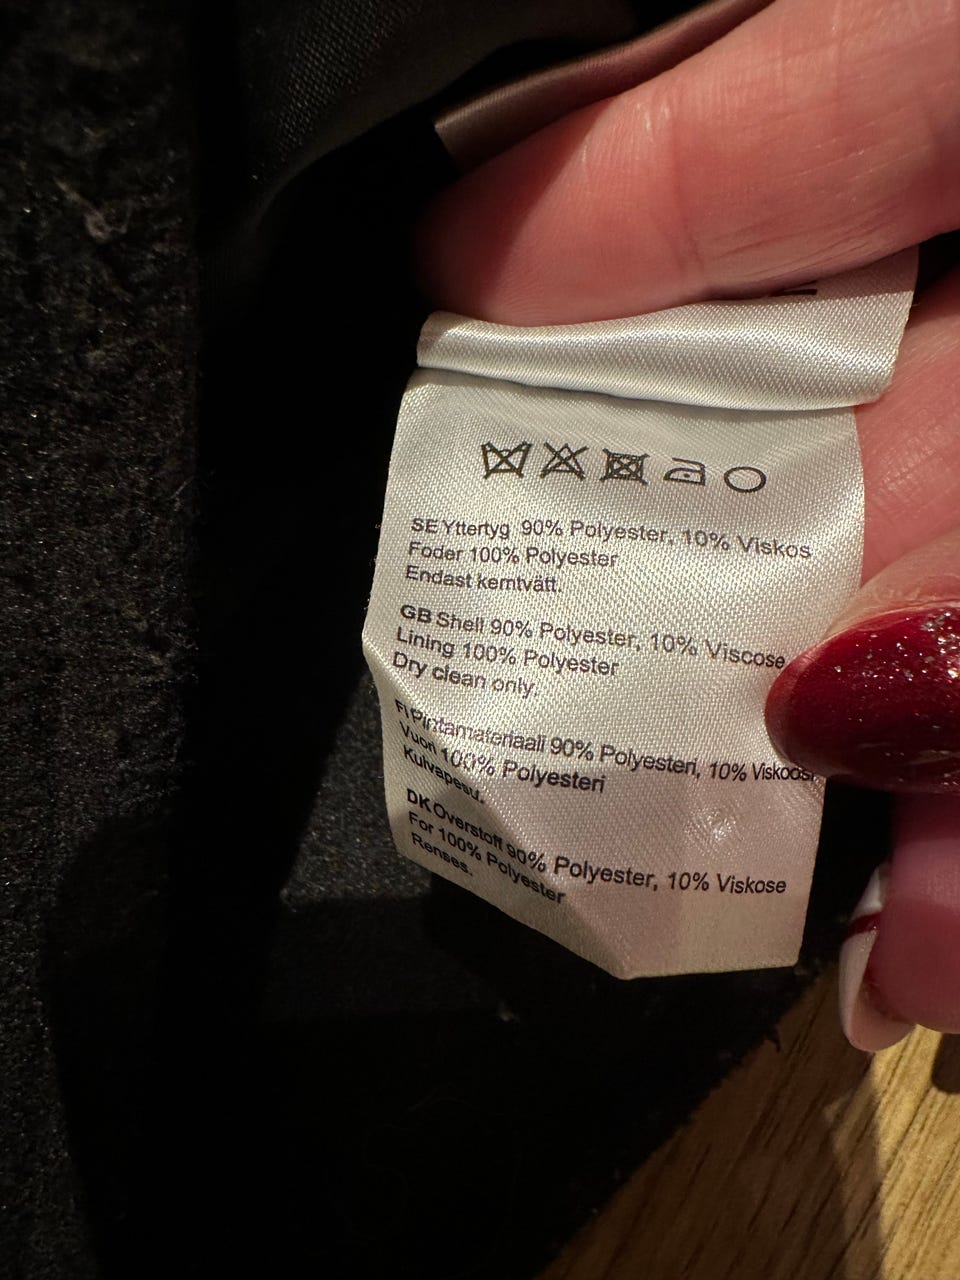 SE Yttertyg 90% Polyester, 10% Viskos
Foder 100% Polyester
Endast kemtvätt.
GB Shell 90% Polyester, 10% Viscose
Lining 100% Polyester
Dry clean only.
FI Pintamateriaali 90% Polyesteri, 10% Viskoosi
Vuori 100% Polyesteri
Kuivapesu.
DK Overstoff 90% Polyester, 10% Viskose
For 100% Polyester
Renses.